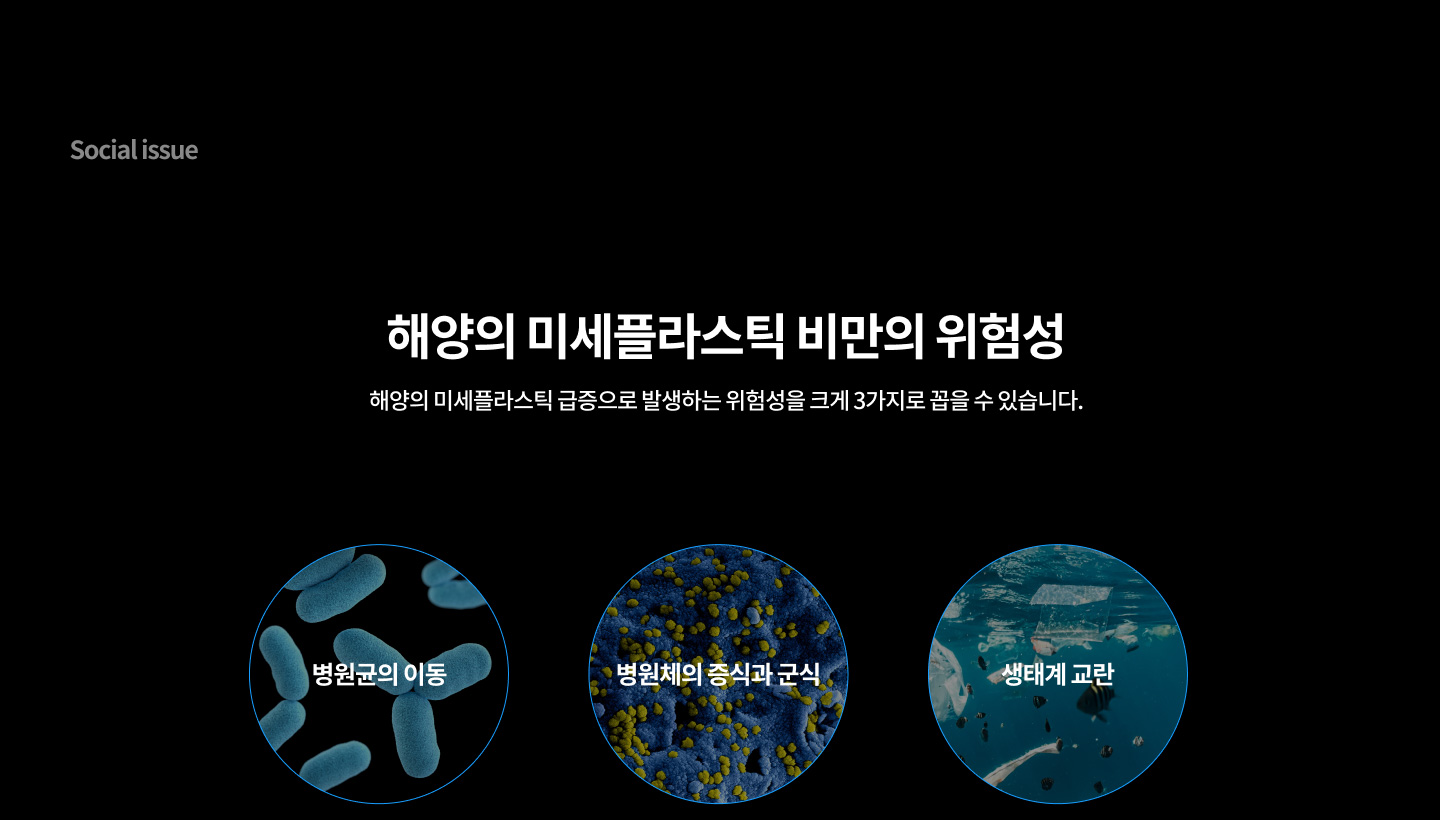 Social issue
해양의 미세플라스틱 비만의 위험성
해양의 미세플라스틱 급증으로 발생하는 위험성을 크게 3가지로 꼽을 수 있습니다.
병원균의 이동
병원체의 증식과 군식
생태계 교란